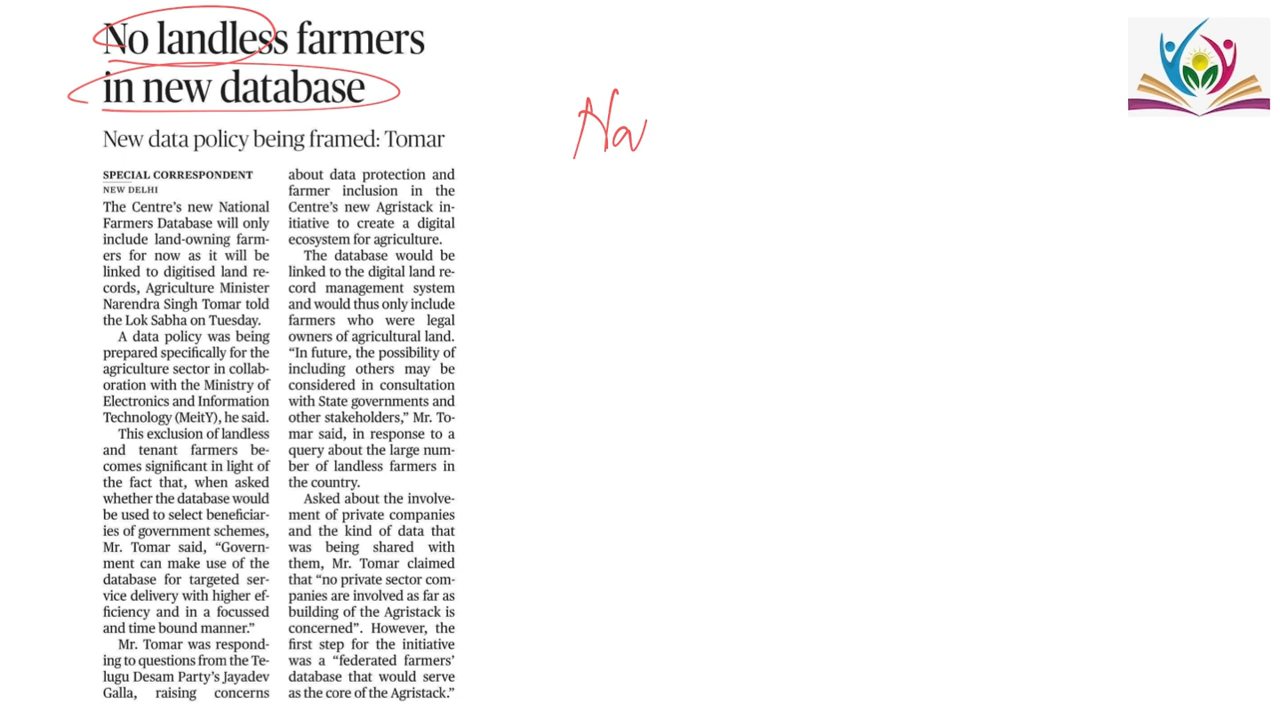 No landless farmers
in new database
New data policy being framed: Tomar
SPECIAL CORRESPONDENT
NEW DELHI
The Centre's new National
Farmers Database will only
include land-owning farm-
ers for now as it will be
linked to digitised land re-
cords, Agriculture Minister
Narendra Singh Tomar told
the Lok Sabha on Tuesday.
A data policy was being
prepared specifically for the
agriculture sector in collab-
oration with the Ministry of
Electronics and Information
Technology (MeitY), he said.
This exclusion of landless
and tenant farmers be-
comes significant in light of
the fact that, when asked
whether the database would
be used to select beneficiar-
ies of government schemes,
Mr. Tomar said, “Govern-
ment can make use of the
database for targeted ser-
vice delivery with higher ef-
ficiency and in a focussed
and time bound manner.”
Mr. Tomar was respond-
ing to questions from the Te-
lugu Desam Party's Jayadev
Galla, raising concerns
about data protection and
farmer inclusion in the
Centre's new Agristack in-
itiative to create a digital
ecosystem for agriculture.
The database would be
linked to the digital land re-
cord management system
and would thus only include
farmers who were legal
owners of agricultural land.
“In future, the possibility of
including others may be
considered in consultation
with State governments and
other stakeholders,” Mr. To-
mar said, in response to a
query about the large num-
ber of landless farmers in
the country.
Asked about the involve-
ment of private companies
and the kind of data that
was being shared with
them, Mr. Tomar claimed
that “no private sector com-
panies are involved as far as
building of the Agristack is
concerned”. However, the
first step for the initiative
was a “federated farmers'
database that would serve
as the core of the Agristack.”
Na